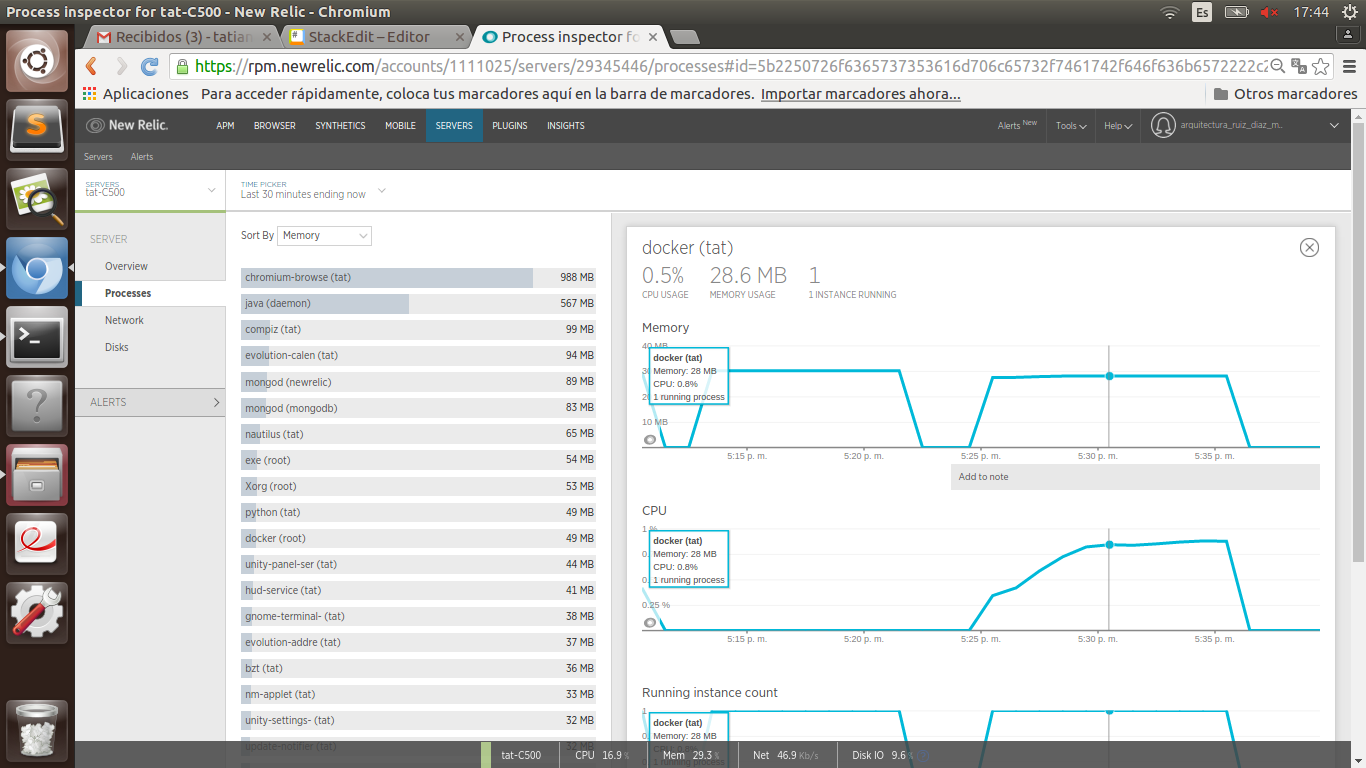 Process inspector for tat-C500 - New Relic - Chromium
Es
17:44
Recibidos (3) - tatian
StackEdit – Editor
Process inspector fo
https://rpm.newrelic.com/accounts/1111025/servers/29345446/processes#id=5b2250726f6365737353616d706c65732f7461742f646f636b6572222c2
Aplicaciones
Para acceder rápidamente, coloca tus marcadores aquí en la barra de marcadores. Importar marcadores ahora...
Otros marcadores
New Relic.
APM
BROWSER
SYNTHETICS
MOBILE
SERVERS
PLUGINS
INSIGHTS
Alerts New
Tools
Help
arquitectura_ruiz_diaz_m..
Servers
Alerts
SERVERS
tat-C500
TIME PICKER
Last 30 minutes ending now
SERVER
Overview
Processes
Network
Disks
ALERTS
Sort By Memory
chromium-browse (tat) 988 MB
java (daemon) 567 MB
compiz (tat) 99 MB
evolution-calen (tat) 94 MB
mongod (newrelic) 89 MB
mongod (mongodb) 83 MB
nautilus (tat) 65 MB
exe (root) 54 MB
Xorg (root) 53 MB
python (tat) 49 MB
docker (root) 49 MB
unity-panel-ser (tat) 44 MB
hud-service (tat) 41 MB
gnome-terminal- (tat) 38 MB
evolution-addre (tat) 37 MB
bzt (tat) 36 MB
nm-applet (tat) 33 MB
unity-settings- (tat) 32 MB
update-notifier (tat) 32 MB
docker (tat)
0.5% 28.6 MB 1
CPU USAGE MEMORY USAGE 1 INSTANCE RUNNING
Memory
40 MB
10 MB
docker (tat)
Memory: 28 MB
CPU: 0.8%
1 running process
5:15 p. m. 5:20 p. m. 5:25 p. m. 5:30 p. m. 5:35 p. m.
Add to note
CPU
1 %
0.25 %
docker (tat)
Memory: 28 MB
CPU: 0.8%
1 running process
5:15 p. m. 5:20 p. m. 5:25 p. m. 5:30 p. m. 5:35 p. m.
Running instance count
1
docker (tat)
Memory: 28 MB
CPU: 0.8%
1 running process
tat-C500
CPU 16.9 %
Mem 29.3 %
Net 46.9 Kb/s
Disk IO 9.6 %